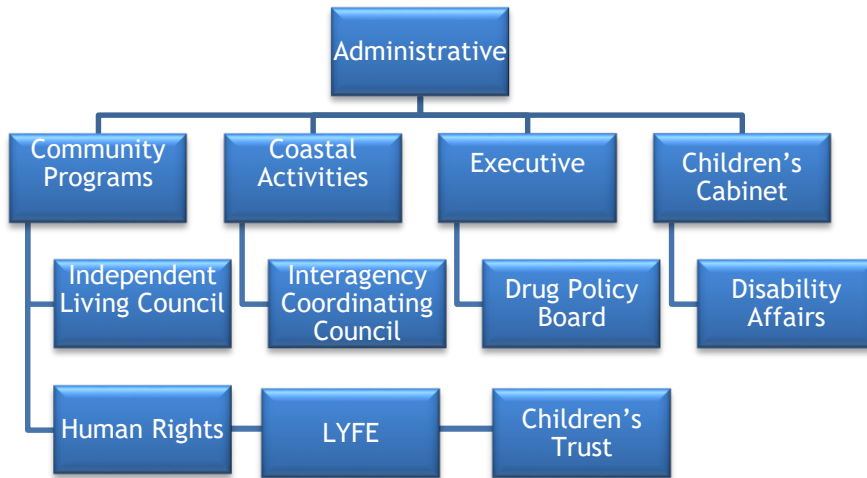 Administrative
Community
Programs
Coastal
Activities
Executive
Children’s
Cabinet
Independent
Living Council
Interagency
Coordinating
Council
Drug Policy
Board
Disability
Affairs
Human Rights
LYFE
Children’s
Trust